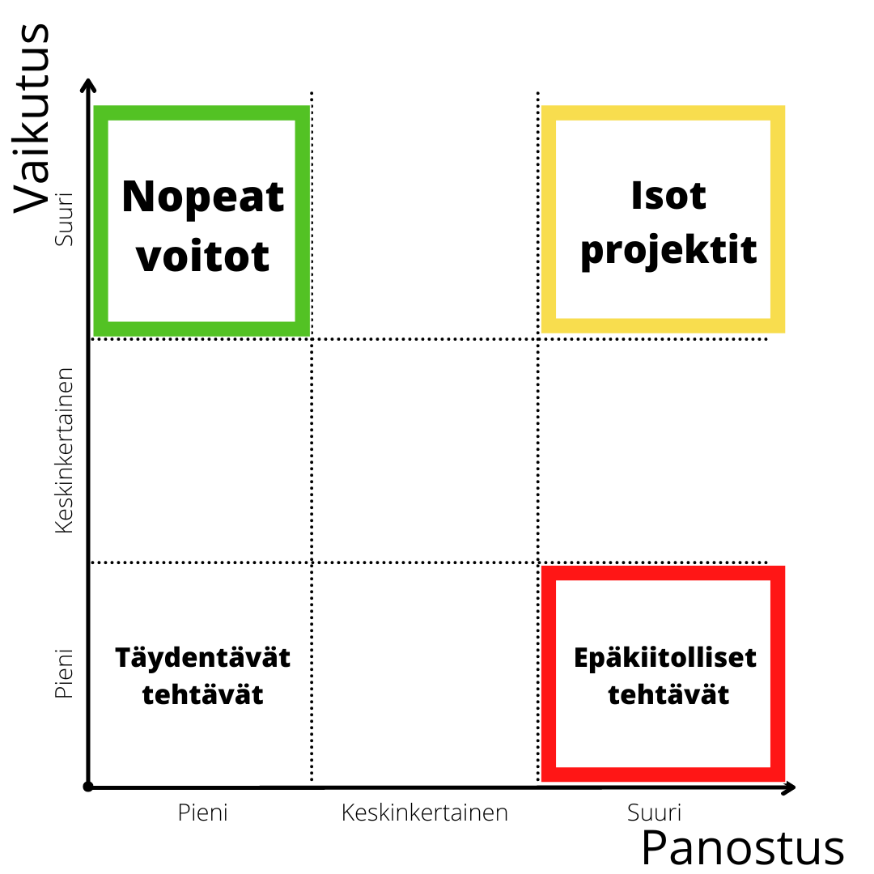 Vaikutus
Suuri
Nopeat
voitot
Isot
projektit
Keskinkertainen
Pieni
Täydentävät
tehtävät
Epäkiitolliset
tehtävät
Pieni
Keskinkertainen
Suuri
Panostus